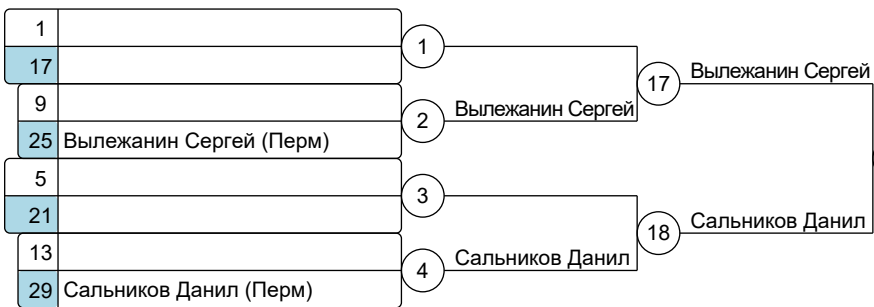 1
17
1
9
25 Вылежанин Сергей (Перм)
2
Вылежанин Сергей
17
Вылежанин Сергей
5
21
3
13
29 Сальников Данил (Перм)
4
Сальников Данил
18
Сальников Данил